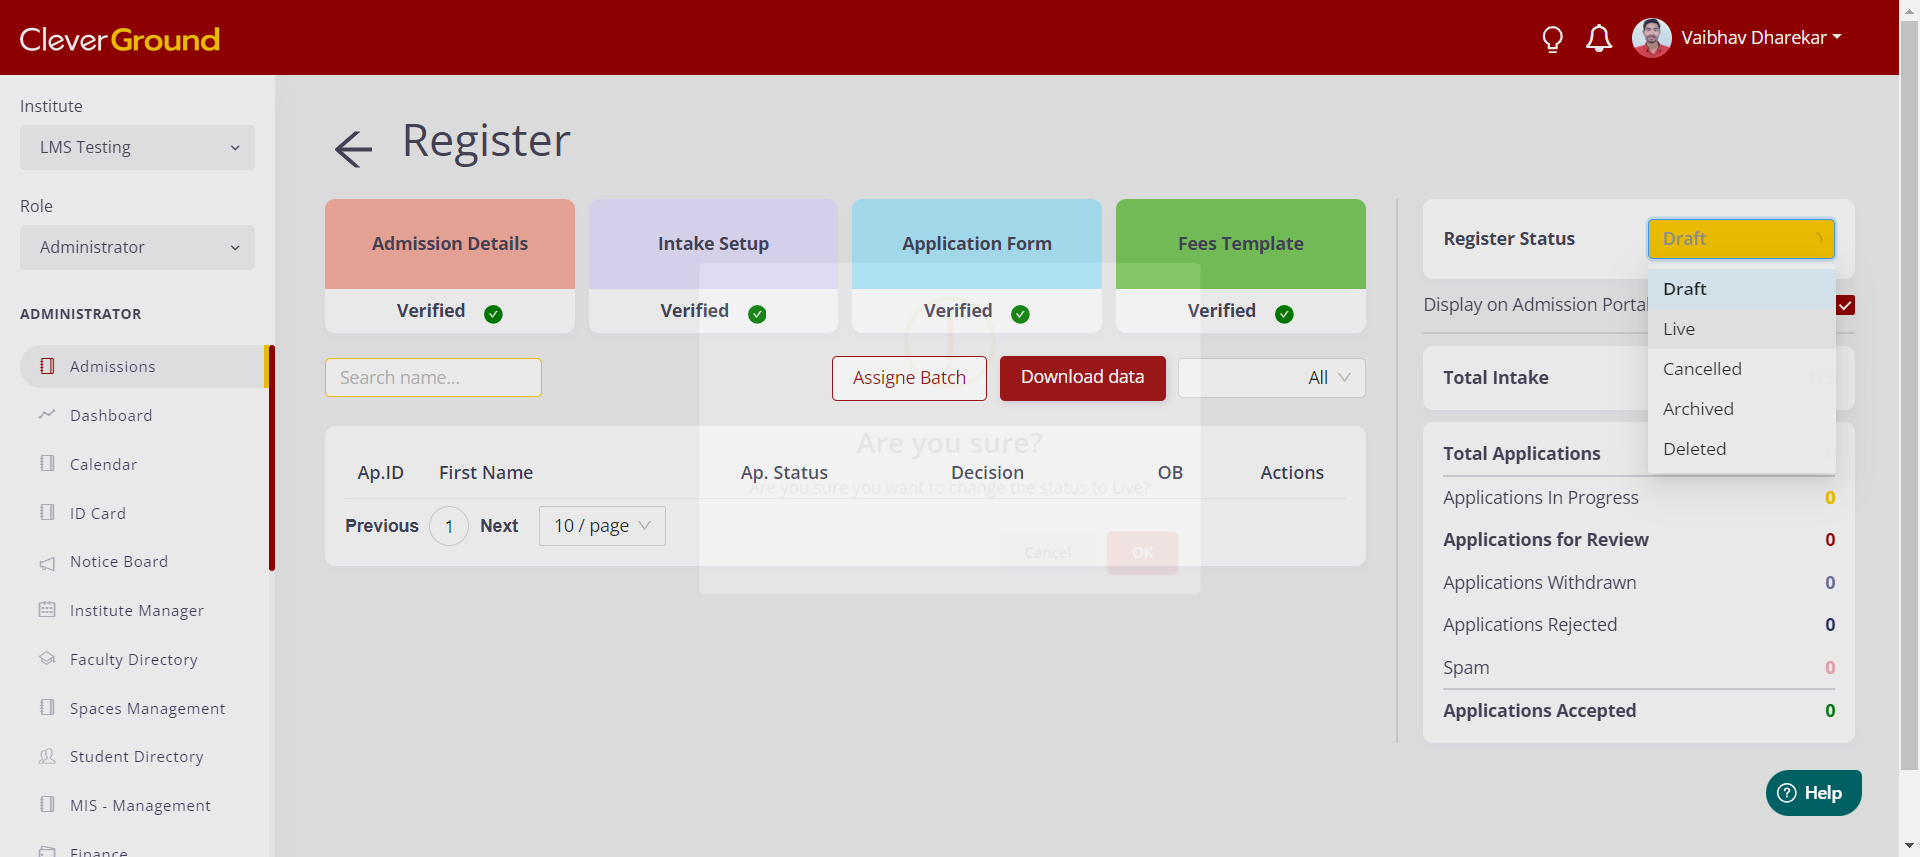 CleverGround
Vaibhav Dharekar
Institute
LMS Testing
Role
Administrator
ADMINISTRATOR
Admissions
Dashboard
Calendar
ID Card
Notice Board
Institute Manager
Faculty Directory
Spaces Management
Student Directory
MIS - Management
Finance
Register
Admission Details
Verified
Intake Setup
Verified
Application Form
Verified
Fees Template
Verified
Search name...
Assigne Batch
Download data
All
Ap.ID First Name Ap. Status Decision OB Actions
Previous 1 Next 10 / page
Are you sure?
Are you sure you want to change the status to Live?
Cancel OK
Register Status Draft
Draft
Live
Cancelled
Archived
Deleted
Display on Admission Portal
Total Intake
Total Applications
Applications In Progress 0
Applications for Review 0
Applications Withdrawn 0
Applications Rejected 0
Spam 0
Applications Accepted 0
Help